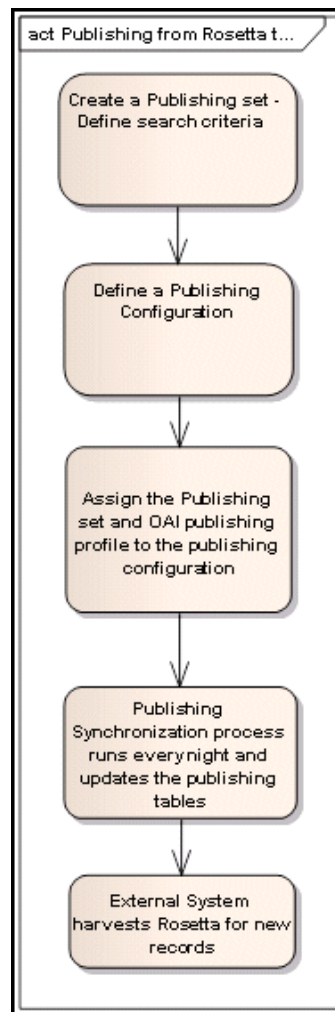 act Publishing from Rosetta t...
Create a Publishing set -
Define search criteria
Define a Publishing
Configuration
Assign the Publishing
set and OAI publishing
profile to the publishing
configuration
Publishing
Synchronization process
runs every night and
updates the publishing
tables
External System
harvests Rosetta for new
records